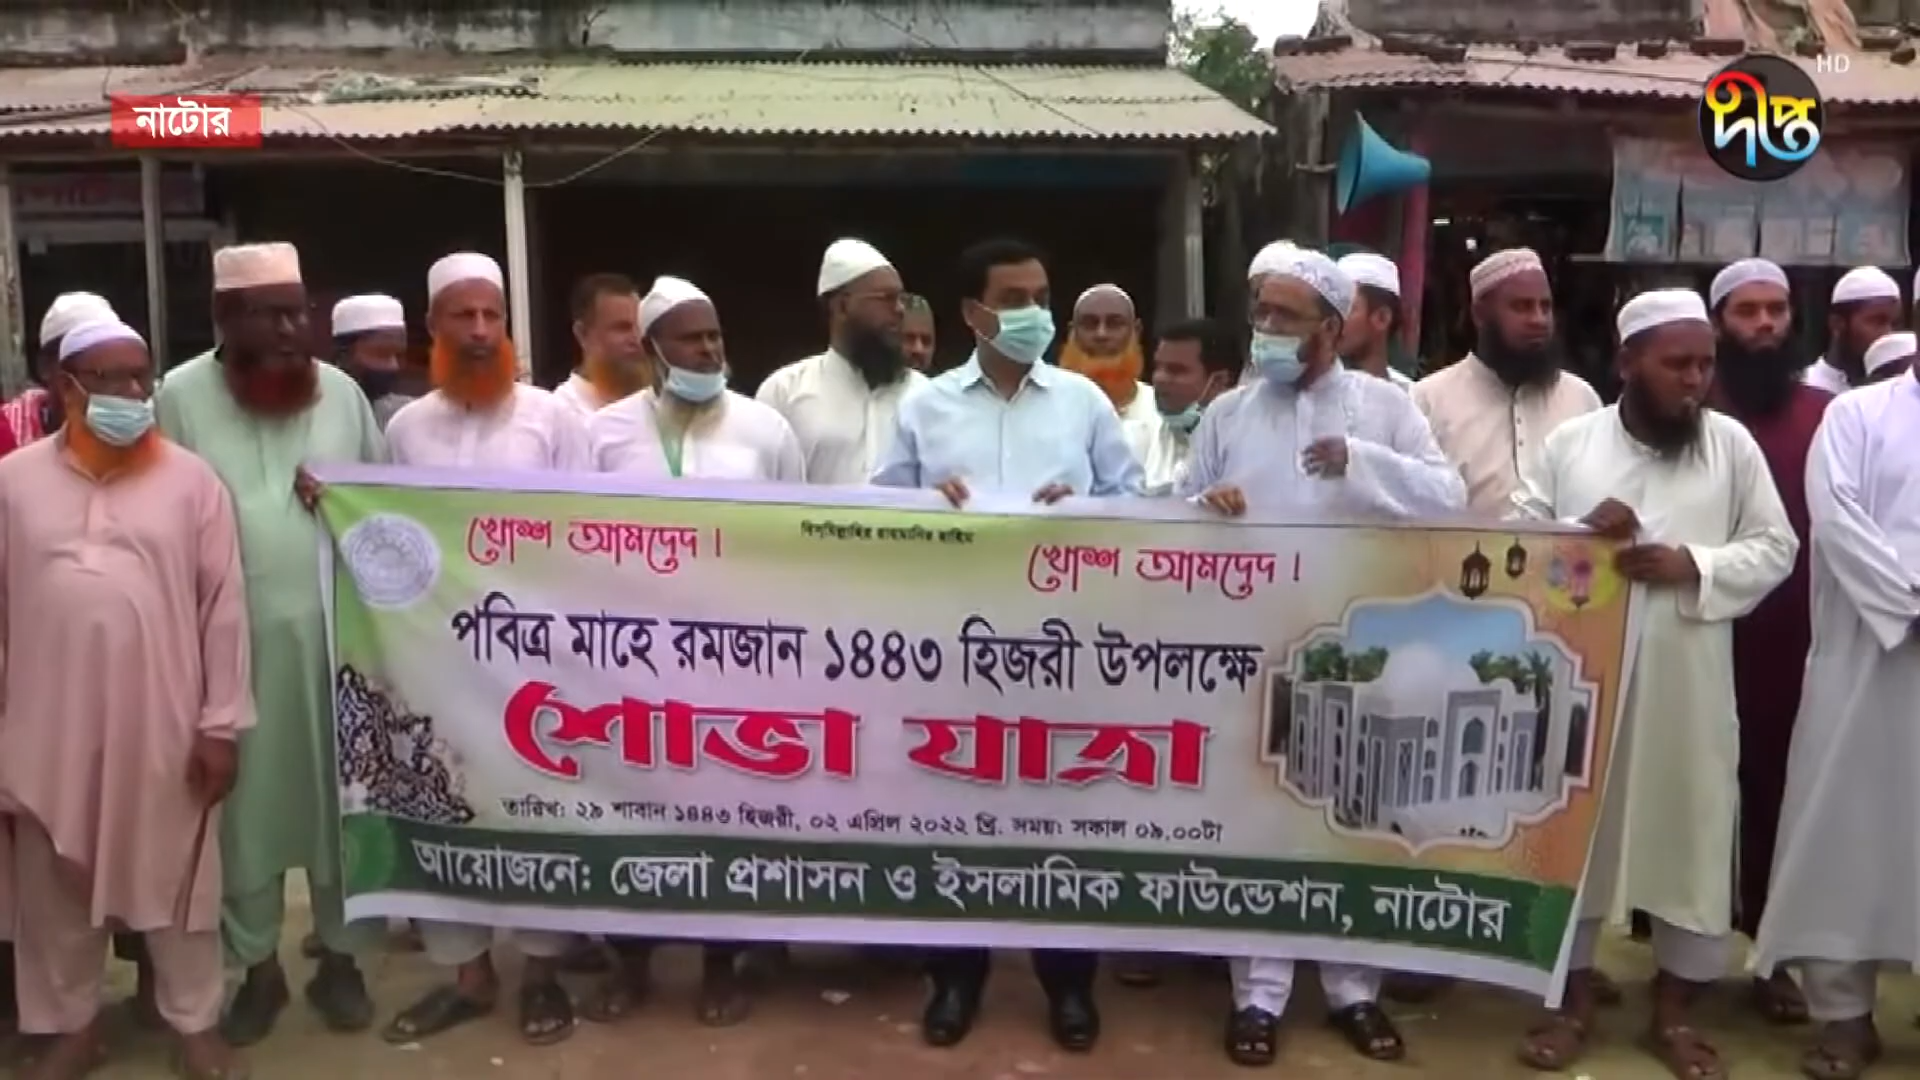 নাটোর
দীপ্ত
HD
বিস্‌মিল্লাহির রাহমানির রাহিম
খোশ আমদেদ।
খোশ আমদেদ।
পবিত্র মাহে রমজান ১৪৪৩ হিজরী উপলক্ষে
শোভা যাত্রা
তারিখ: ২৯ শাবান ১৪৪৩ হিজরী, ০২ এপ্রিল ২০২২ খ্রি. সময়: সকাল ০৯.০০টা
আয়োজনে: জেলা প্রশাসন ও ইসলামিক ফাউন্ডেশন, নাটোর